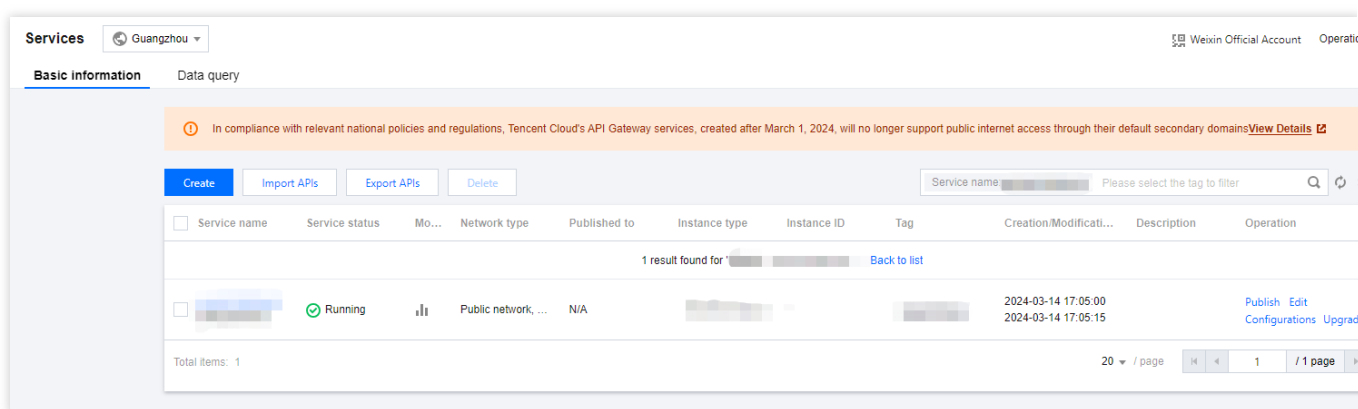 Services Guangzhou Weixin Official Account
Basic information Data query
In compliance with relevant national policies and regulations, Tencent Cloud's API Gateway services, created after March 1, 2024, will no longer support public internet access through their default secondary domainsView Details
Create Import APIs Export APIs Delete Service name: Please select the tag to filter
Service name Service status Mo... Network type Published to Instance type Instance ID Tag Creation/Modificati... Description Operation
1 result found for " Back to list
Running Public network, ... N/A 2024-03-14 17:05:00 Publish Edit
2024-03-14 17:05:15 Configurations Upgrad
Total items: 1 20 / page 1 / 1 page